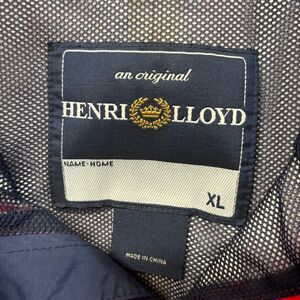 an original
HENRI LLOYD
NAME-NOME
XL
MADE IN
CHINA